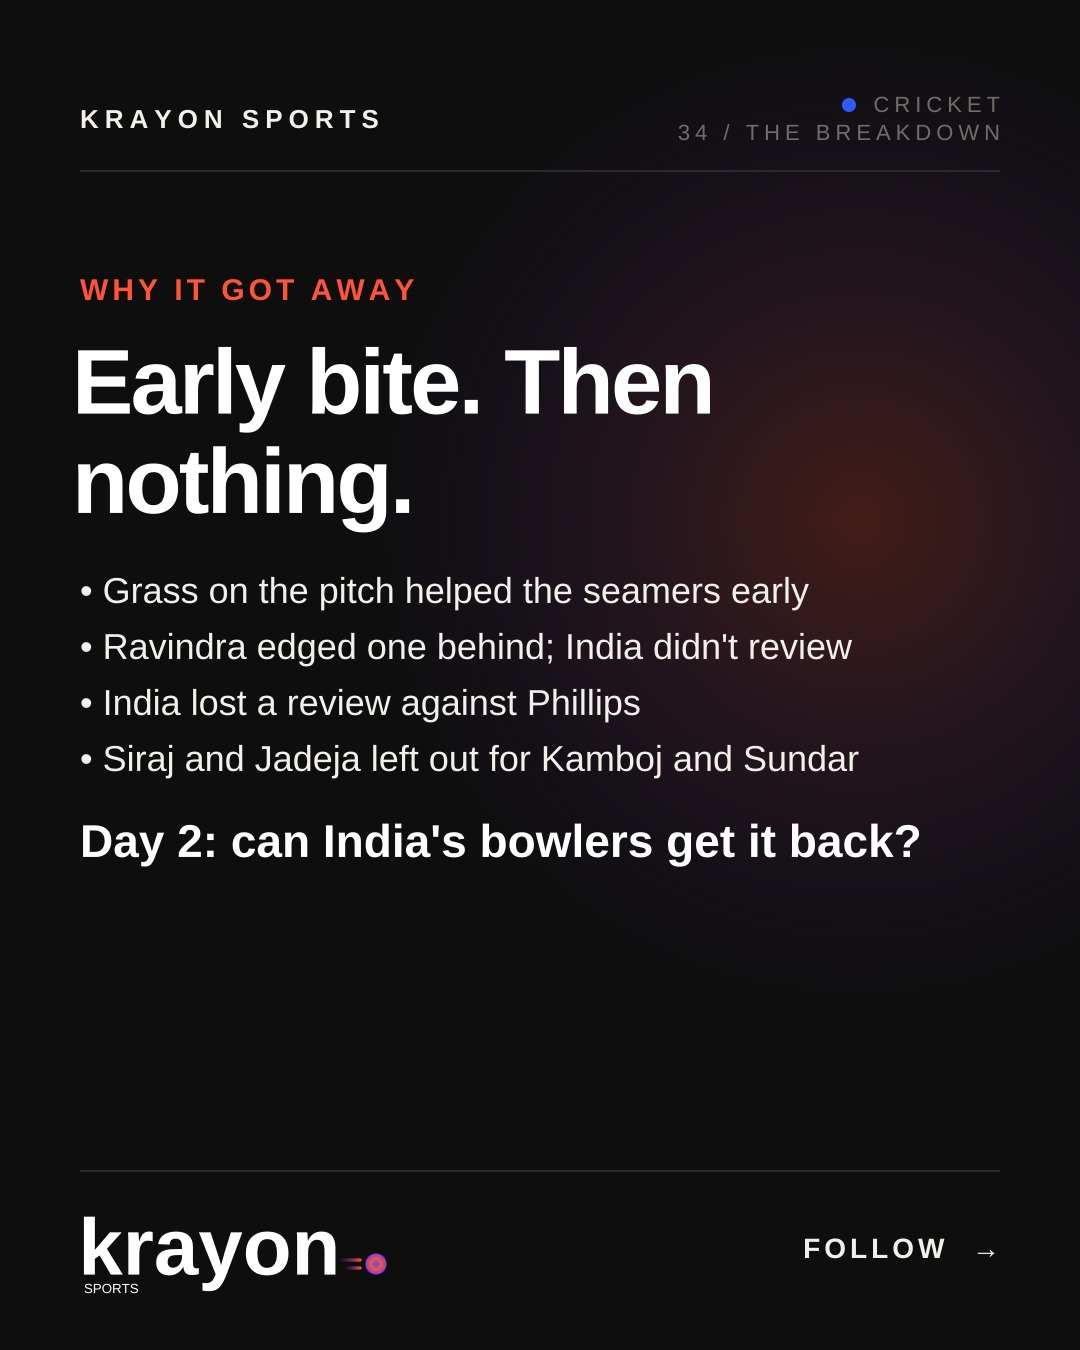 KRAYON SPORTS
CRICKET
34 / THE BREAKDOWN
WHY IT GOT AWAY
Early bite. Then
nothing.
• Grass on the pitch helped the seamers early
• Ravindra edged one behind; India didn't review
• India lost a review against Phillips
• Siraj and Jadeja left out for Kamboj and Sundar
Day 2: can India's bowlers get it back?
krayon
SPORTS
FOLLOW →